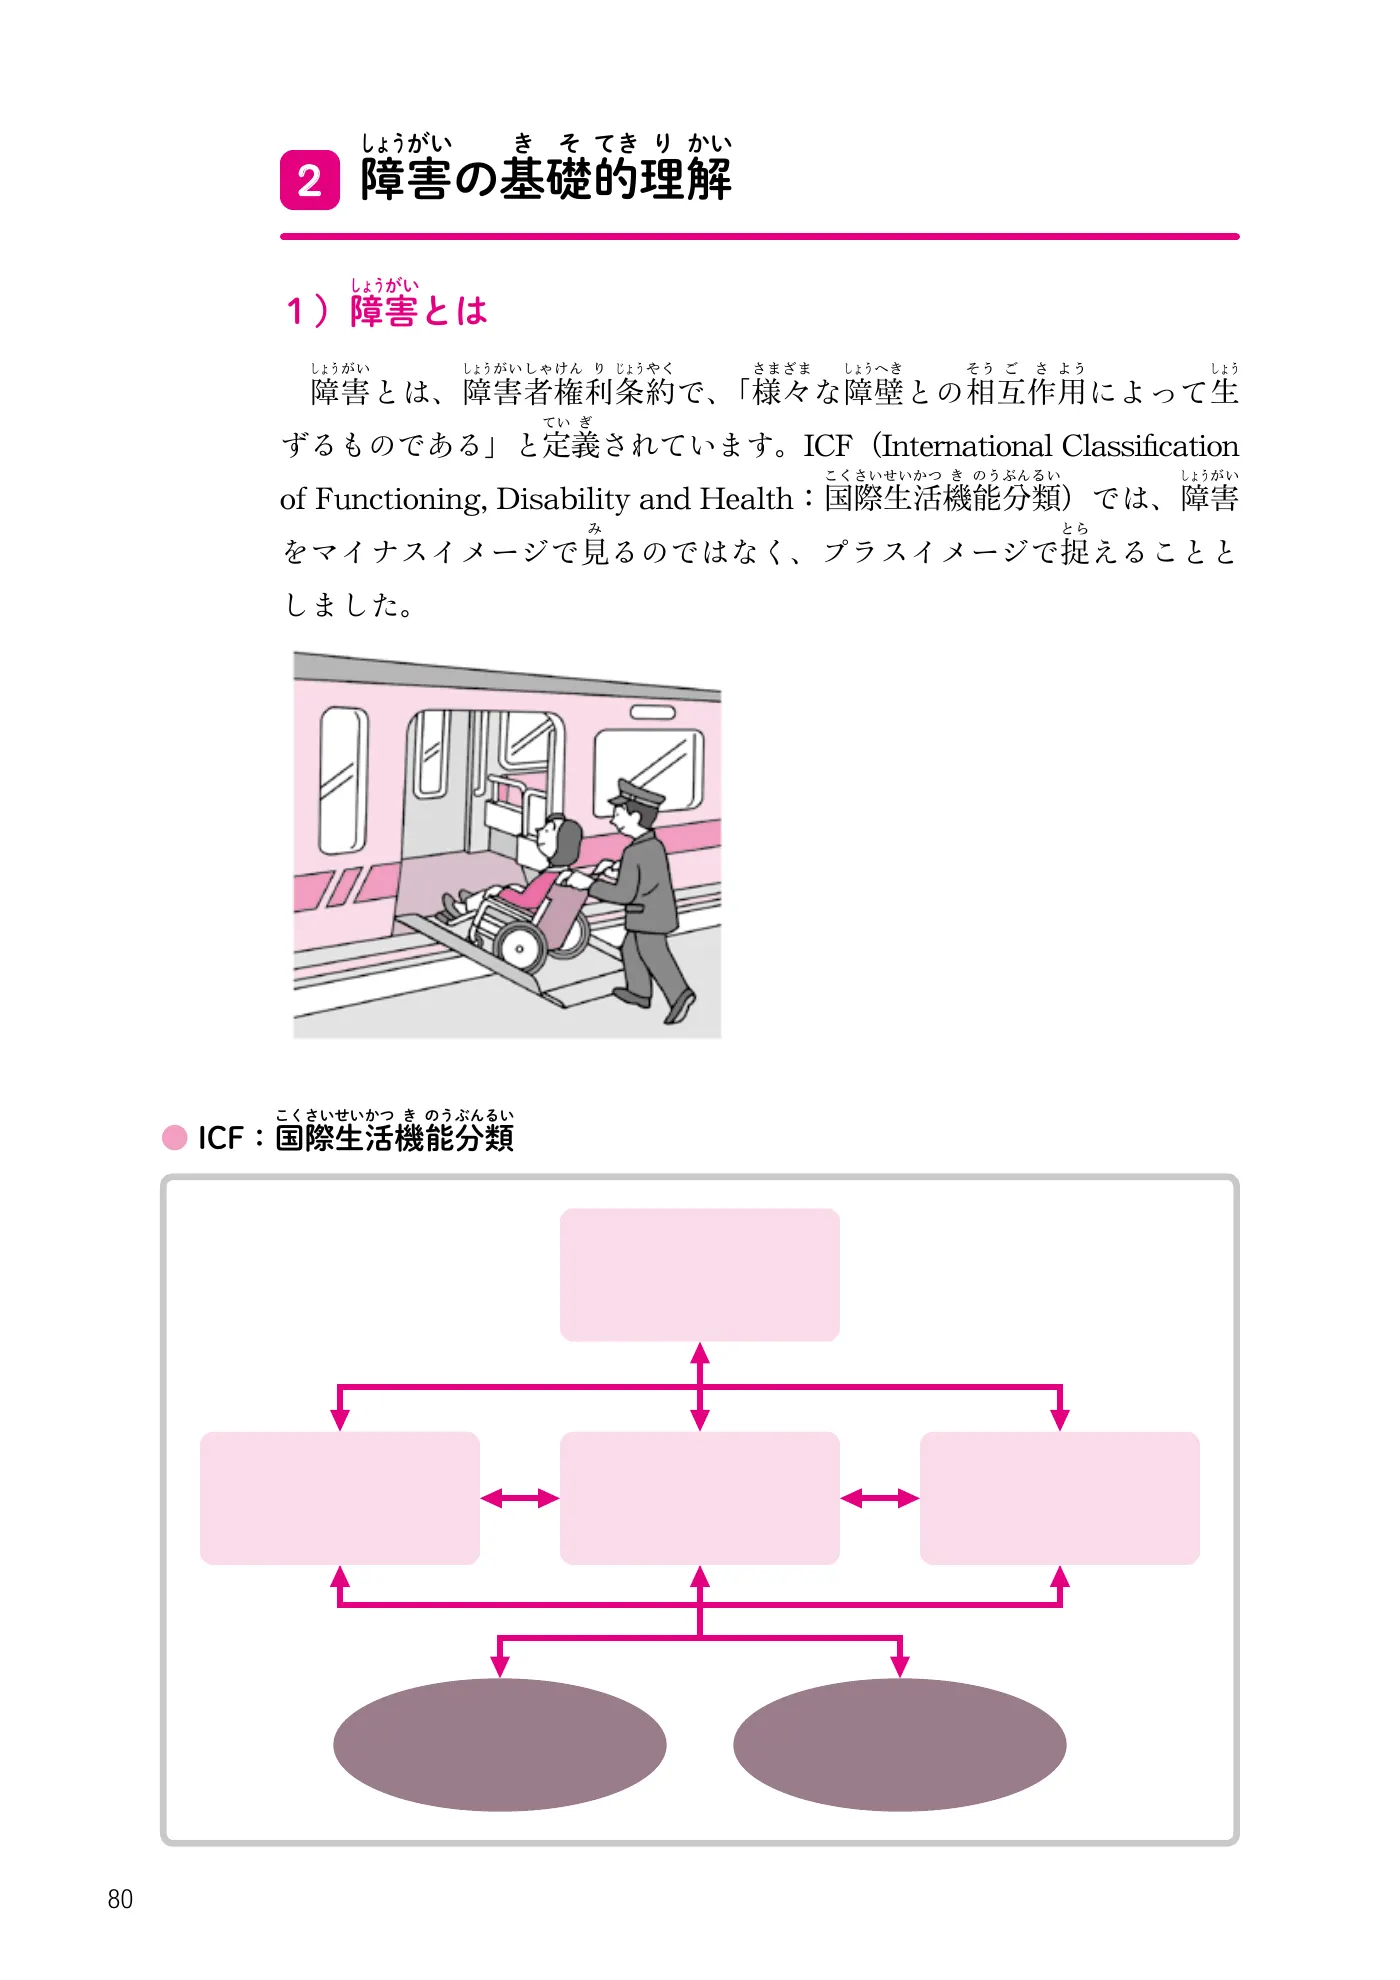 しょうがい き そ てき り かい
2 障害の基礎的理解
しょうがい
1）障害とは
しょうがい しょうがいしゃけん り じょうやく さまざま しょうへき そう ご さ よう しょう
障害とは、障害者権利条約で、「様々な障壁との相互作用によって生
てい ぎ
ずるものである」と定義されています。ICF（International Classification
こくさいせいかつ き のうぶんるい しょうがい
of Functioning, Disability and Health：国際生活機能分類）では、障害
み とら
をマイナスイメージで見るのではなく、プラスイメージで捉えることと
しました。
こくさいせいかつ き のうぶんるい
● ICF：国際生活機能分類
80